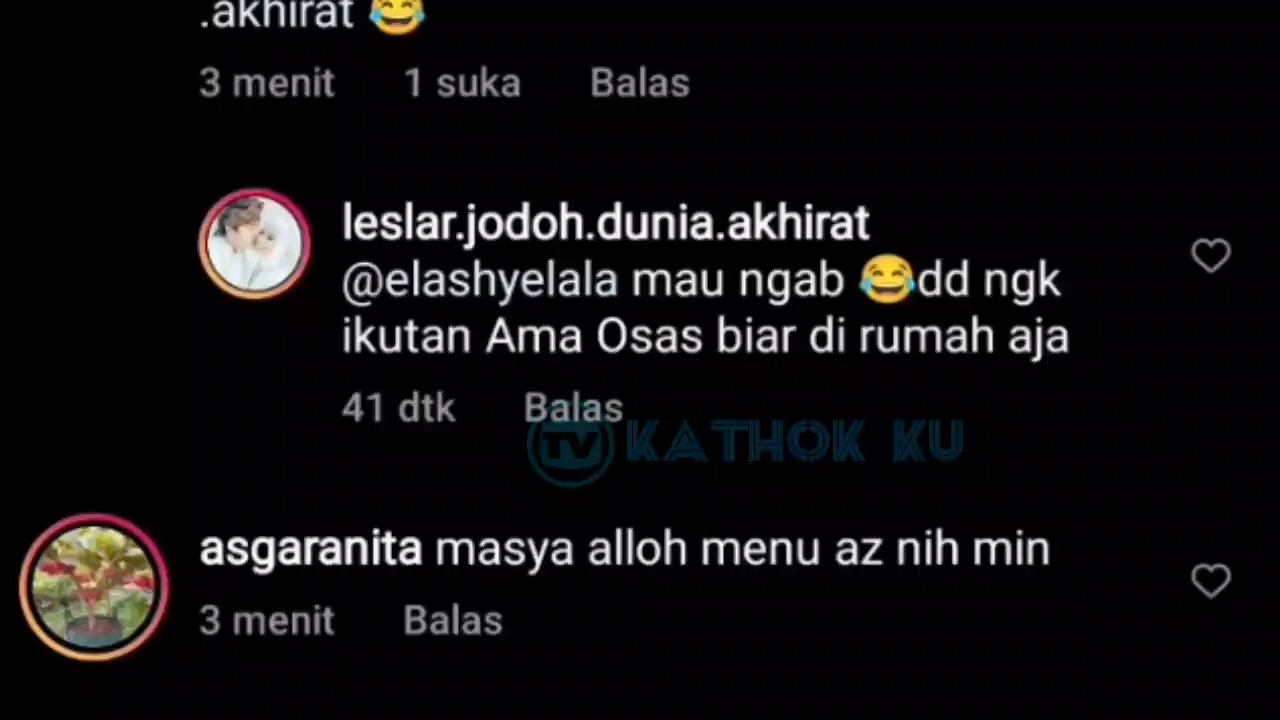 .akhirat 😂
3 menit 1 suka Balas
leslar.jodoh.dunia.akhirat
@elashyelala mau ngab 😂dd ngk
ikutan Ama Osas biar di rumah aja
41 dtk Balas
TV KATHOK KU
asgaranita masya alloh menu az nih min
3 menit Balas